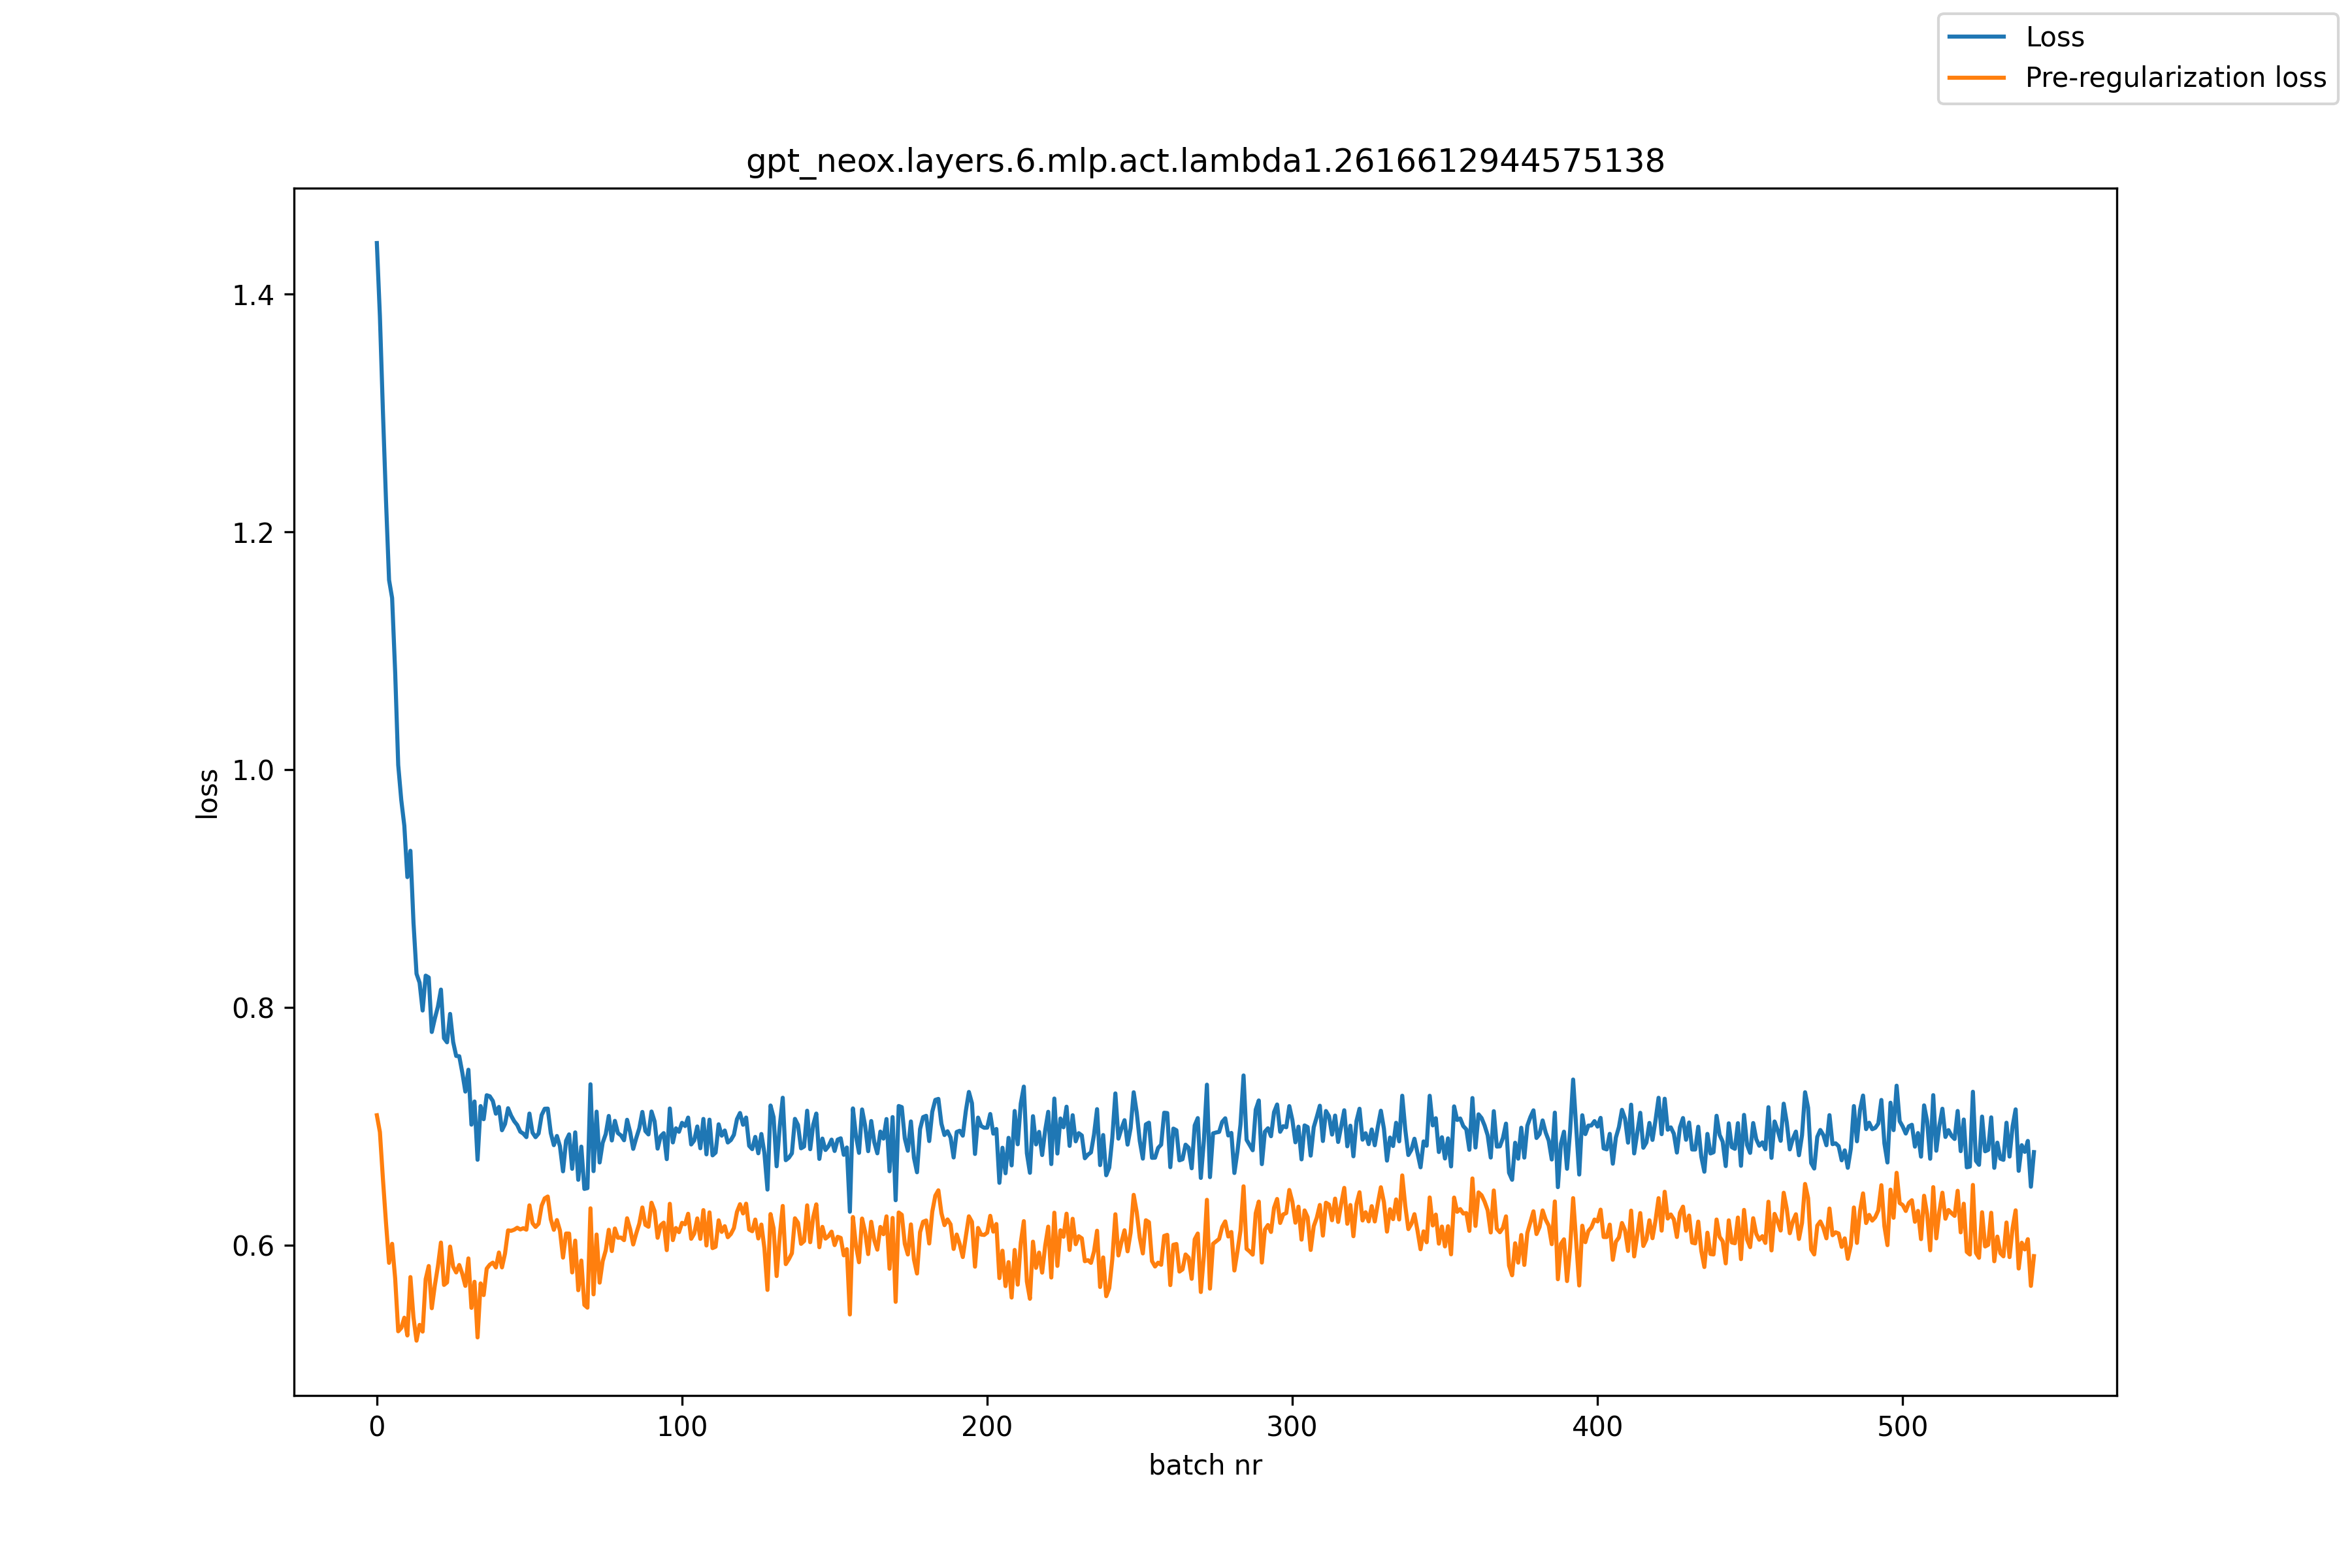 Loss
Pre-regularization loss
gpt_neox.layers.6.mlp.act.lambda1.2616612944575138
1.4
1.2
1.0
0.8
0.6
loss
0 100 200 300 400 500
batch nr